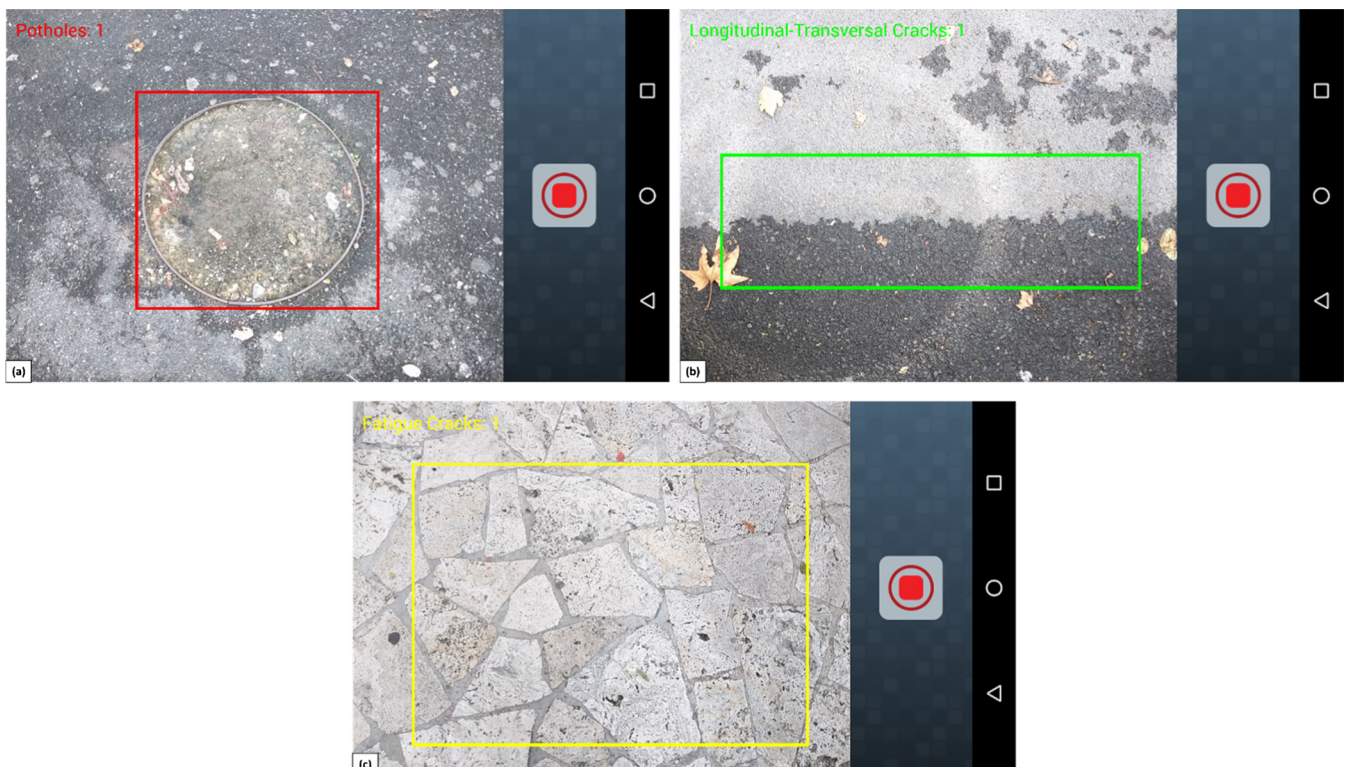 Potholes: 1
(a)
Longitudinal-Transversal Cracks: 1
(b)
Fatigue Cracks: 1
(c)